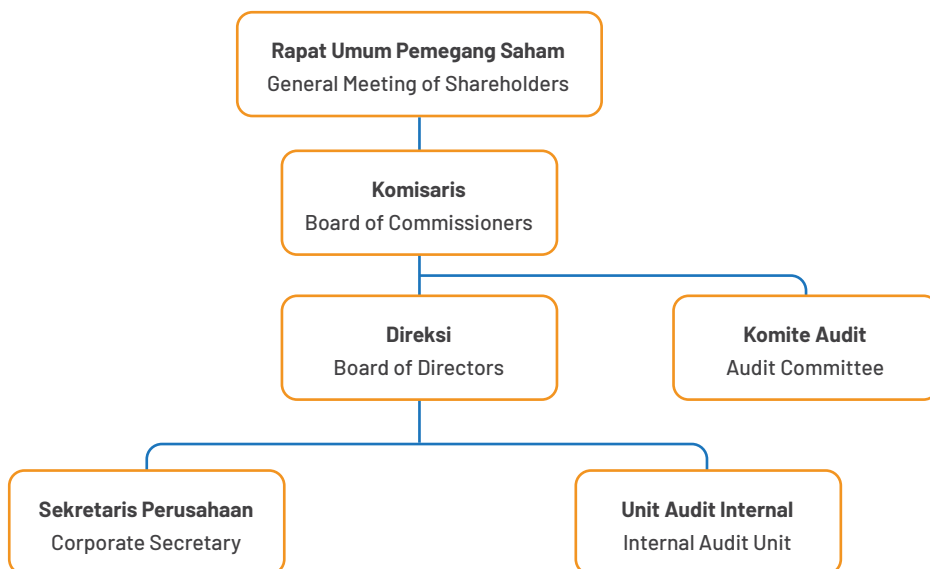 Rapat Umum Pemegang Saham
General Meeting of Shareholders
Komisaris
Board of Commissioners
Direksi
Board of Directors
Komite Audit
Audit Committee
Sekretaris Perusahaan
Corporate Secretary
Unit Audit Internal
Internal Audit Unit